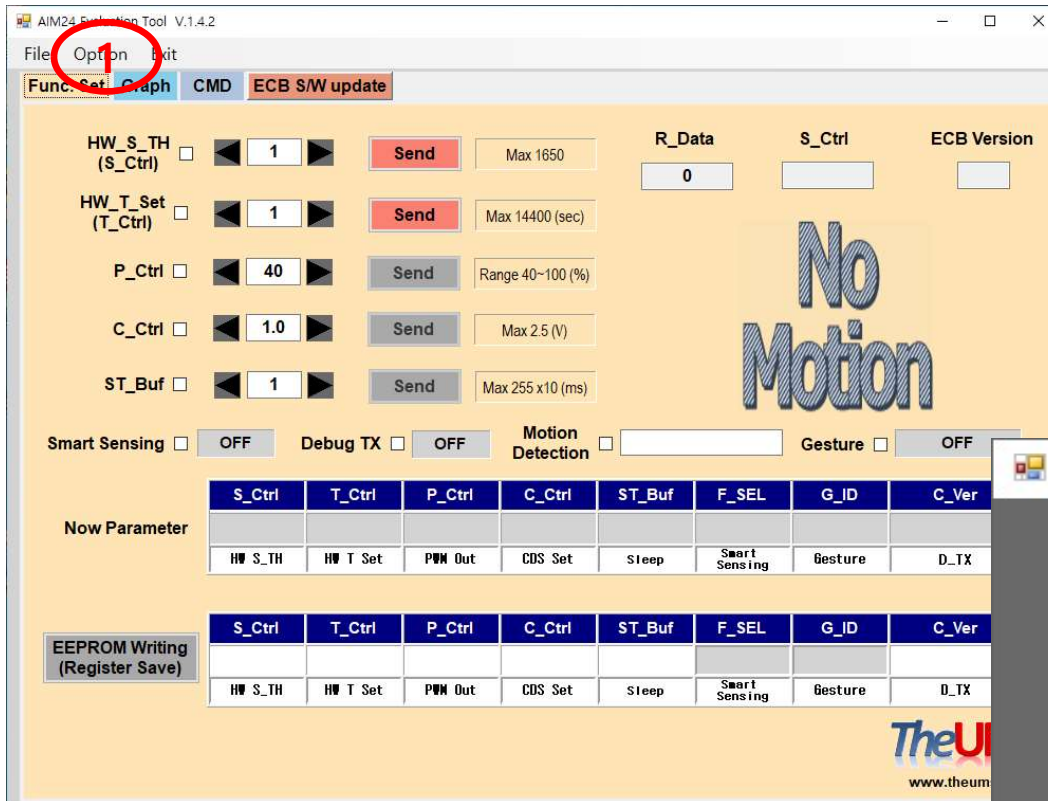 AIM24 Evaluation Tool V.1.4.2
File Option Exit
1
Func. Set Graph CMD ECB S/W update
HW_S_TH
(S_Ctrl)
1
Send
Max 1650
R_Data
S_Ctrl
ECB Version
0
HW_T_Set
(T_Ctrl)
1
Send
Max 14400 (sec)
P_Ctrl
40
Send
Range 40~100 (%)
C_Ctrl
1.0
Send
Max 2.5 (V)
ST_Buf
1
Send
Max 255 x10 (ms)
No
Motion
Smart Sensing OFF Debug TX OFF Motion
Detection
Gesture OFF
S_Ctrl T_Ctrl P_Ctrl C_Ctrl ST_Buf F_SEL G_ID C_Ver
Now Parameter
HW S_TH HW T Set PWM Out CDS Set Sleep Smart
Sensing Gesture D_TX
S_Ctrl T_Ctrl P_Ctrl C_Ctrl ST_Buf F_SEL G_ID C_Ver
EEPROM Writing
(Register Save)
HW S_TH HW T Set PWM Out CDS Set Sleep Smart
Sensing Gesture D_TX